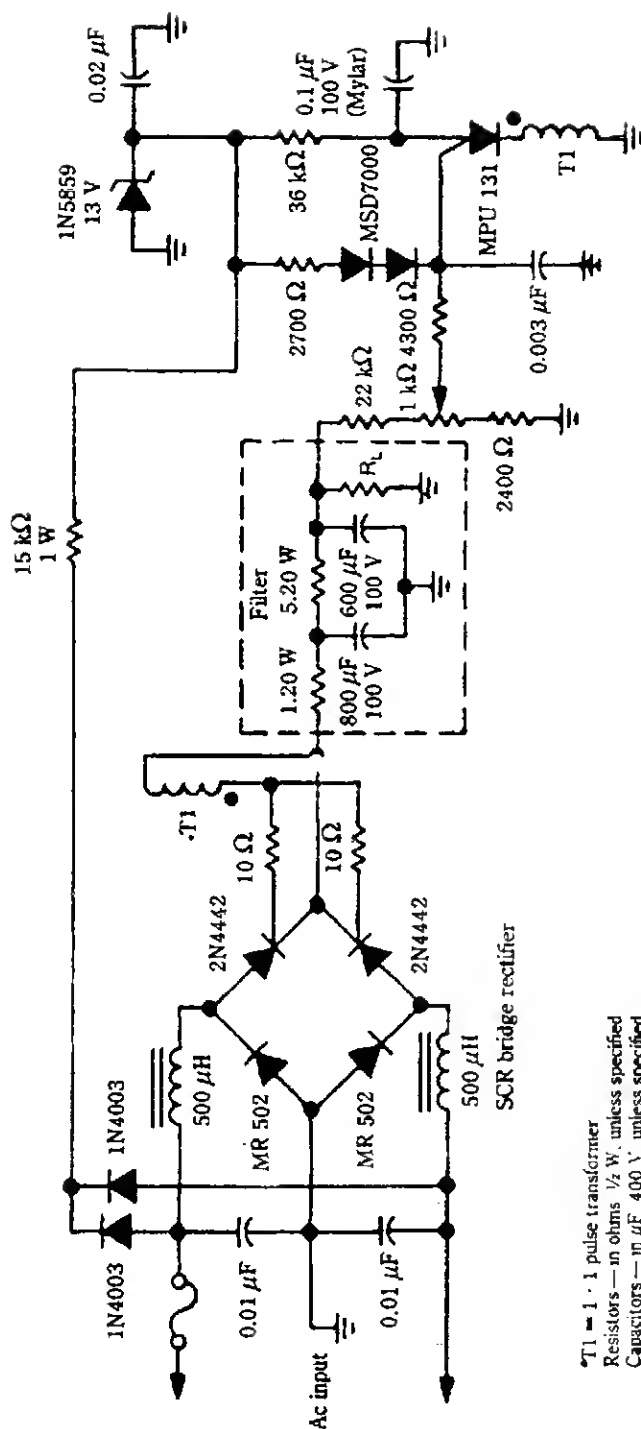 0.02 µF
1N5859
13 V
36 kΩ
0.1 µF
100 V
(Mylar)
MSD7000
2700 Ω
4300 Ω
MPU 131
T1
0.003 µF
15 kΩ
1 W
22 kΩ
1 kΩ
2400 Ω
Filter
1.20 W
5.20 W
R_L
800 µF
100 V
600 µF
100 V
·T1
10 Ω
10 Ω
2N4442
2N4442
MR 502
MR 502
500 µH
500 µH
SCR bridge rectifier
1N4003
1N4003
0.01 µF
0.01 µF
Ac input
*T1 = 1 · 1 pulse transformer
Resistors — in ohms ½ W, unless specified
Capacitors — in µF 400 V unless specified